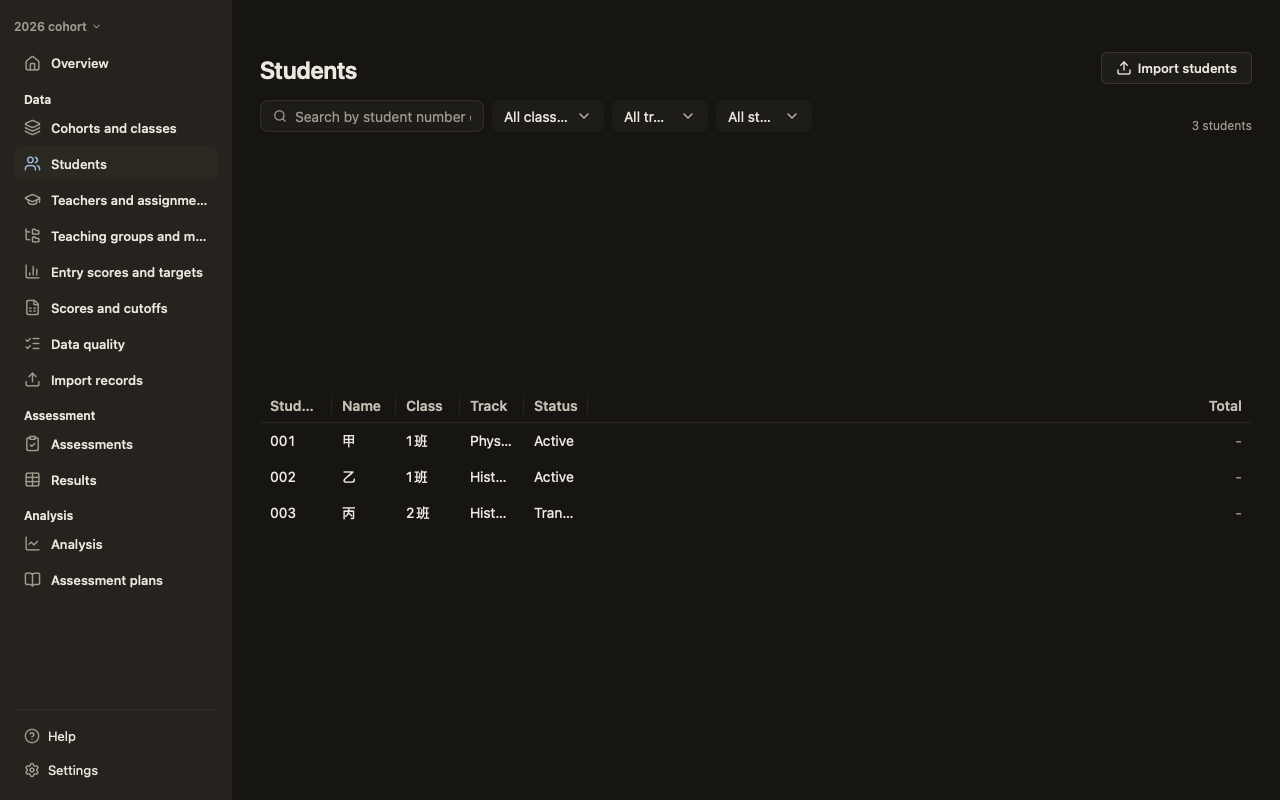 2026 cohort
Overview
Data
Cohorts and classes
Students
Teachers and assignme...
Teaching groups and m...
Entry scores and targets
Scores and cutoffs
Data quality
Import records
Assessment
Assessments
Results
Analysis
Analysis
Assessment plans
Help
Settings
Students
Import students
Search by student number
All class...
All tr...
All st...
3 students
Stud... Name Class Track Status Total
001 甲 1班 Phys... Active -
002 乙 1班 Hist... Active -
003 丙 2班 Hist... Tran... -